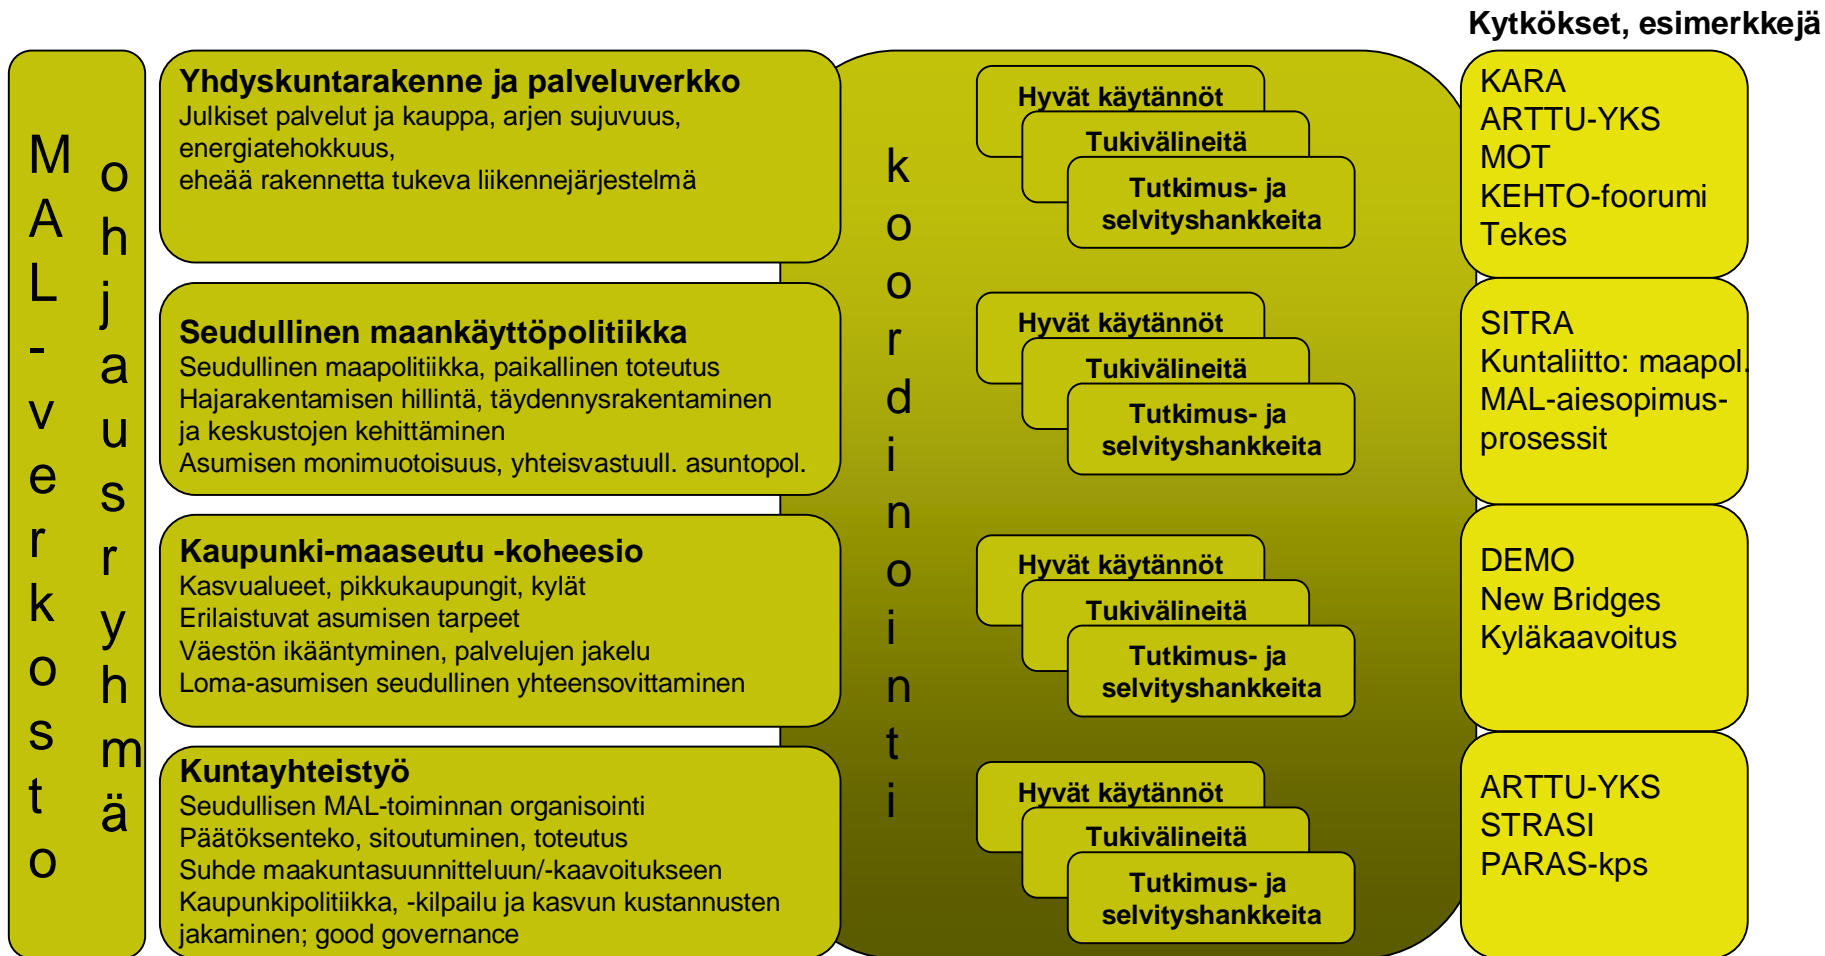 Kytkökset, esimerkkejä
MAL-verkosto
ohjausryhmä
Yhdyskuntarakenne ja palveluverkko
Julkiset palvelut ja kauppa, arjen sujuvuus,
energiatehokkuus,
eheää rakennetta tukeva liikennejärjestelmä
Seudullinen maankäyttöpolitiikka
Seudullinen maapolitiikka, paikallinen toteutus
Hajarakentamisen hillintä, täydennysrakentaminen
ja keskustojen kehittäminen
Asumisen monimuotoisuus, yhteisvastuull. asuntopol.
Kaupunki-maaseutu -koheesio
Kasvualueet, pikkukaupungit, kylät
Erilaistuvat asumisen tarpeet
Väestön ikääntyminen, palvelujen jakelu
Loma-asumisen seudullinen yhteensovittaminen
Kuntayhteistyö
Seudullisen MAL-toiminnan organisointi
Päätöksenteko, sitoutuminen, toteutus
Suhde maakuntasuunnitteluun/-kaavoitukseen
Kaupunkipolitiikka, -kilpailu ja kasvun kustannusten
jakaminen; good governance
koordinointi
Hyvät käytännöt
Tukivälineitä
Tutkimus- ja
selvityshankkeita
Hyvät käytännöt
Tukivälineitä
Tutkimus- ja
selvityshankkeita
Hyvät käytännöt
Tukivälineitä
Tutkimus- ja
selvityshankkeita
Hyvät käytännöt
Tukivälineitä
Tutkimus- ja
selvityshankkeita
KARA
ARTTU-YKS
MOT
KEHTO-foorumi
Tekes
SITRA
Kuntaliitto: maapol.
MAL-aiesopimus-
prosessit
DEMO
New Bridges
Kyläkaavoitus
ARTTU-YKS
STRASI
PARAS-kps